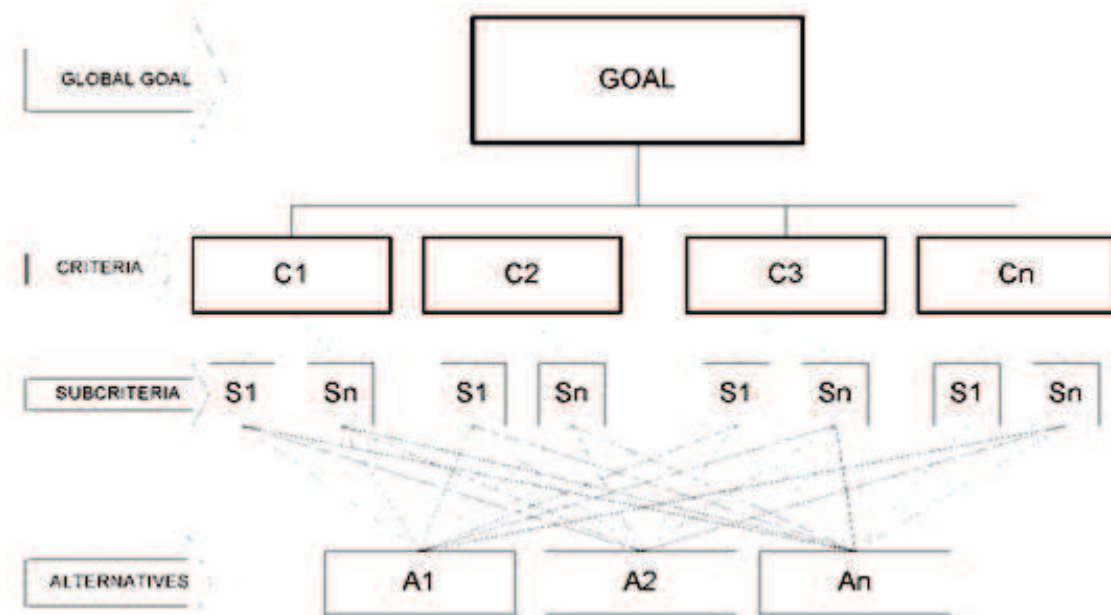 GLOBAL GOAL
GOAL
CRITERIA
C1
C2
C3
Cn
SUBCRITERIA
S1
Sn
S1
Sn
S1
Sn
S1
Sn
ALTERNATIVES
A1
A2
An